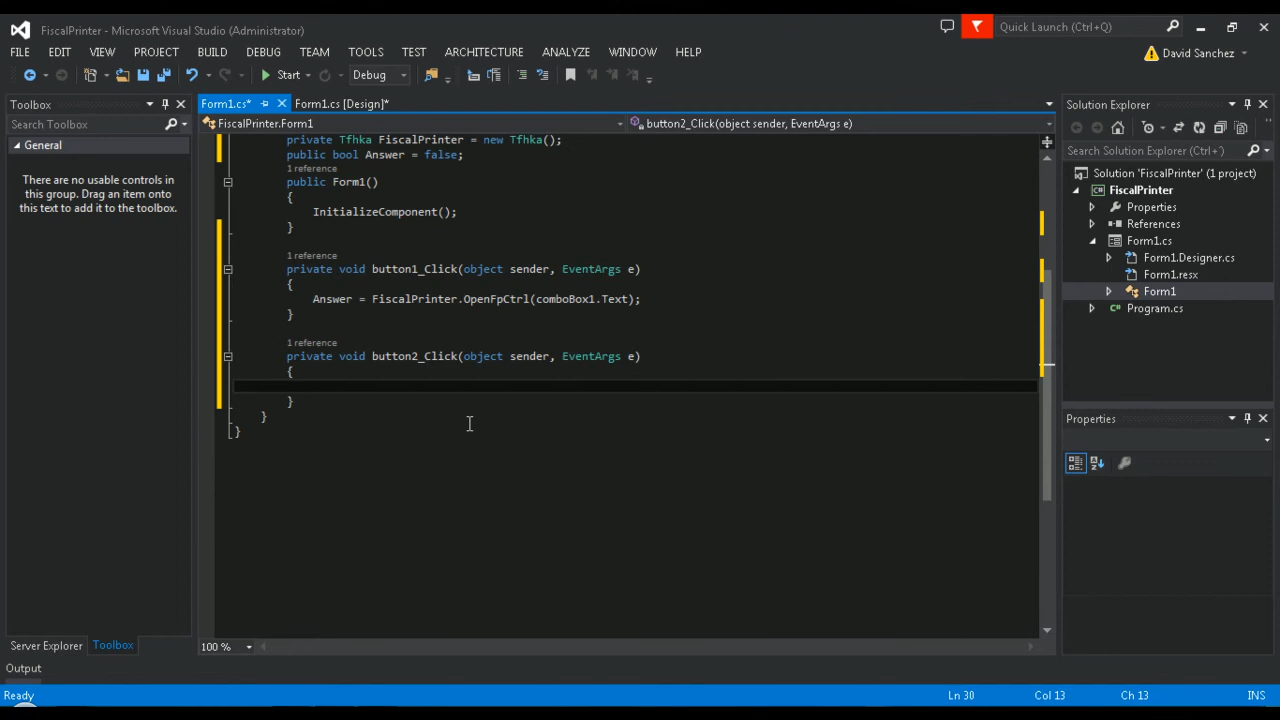 FiscalPrinter - Microsoft Visual Studio (Administrator)
Quick Launch (Ctrl+Q)
FILE EDIT VIEW PROJECT BUILD DEBUG TEAM TOOLS TEST ARCHITECTURE ANALYZE WINDOW HELP
David Sanchez
Start Debug
Toolbox
Search Toolbox
General
There are no usable controls in
this group. Drag an item onto
this text to add it to the toolbox.
Server Explorer Toolbox
Output
Form1.cs* Form1.cs [Design]*
FiscalPrinter.Form1
button2_Click(object sender, EventArgs e)
private Tfhka FiscalPrinter = new Tfhka();
public bool Answer = false;
1 reference
public Form1()
{
InitializeComponent();
}
1 reference
private void button1_Click(object sender, EventArgs e)
{
Answer = FiscalPrinter.OpenFpCtrl(comboBox1.Text);
}
1 reference
private void button2_Click(object sender, EventArgs e)
{
}
}
}
100 %
Solution Explorer
Search Solution Explorer (Ctrl+´)
Solution 'FiscalPrinter' (1 project)
FiscalPrinter
Properties
References
Form1.cs
Form1.Designer.cs
Form1.resx
Form1
Program.cs
Properties
Ready Ln 30 Col 13 Ch 13 INS